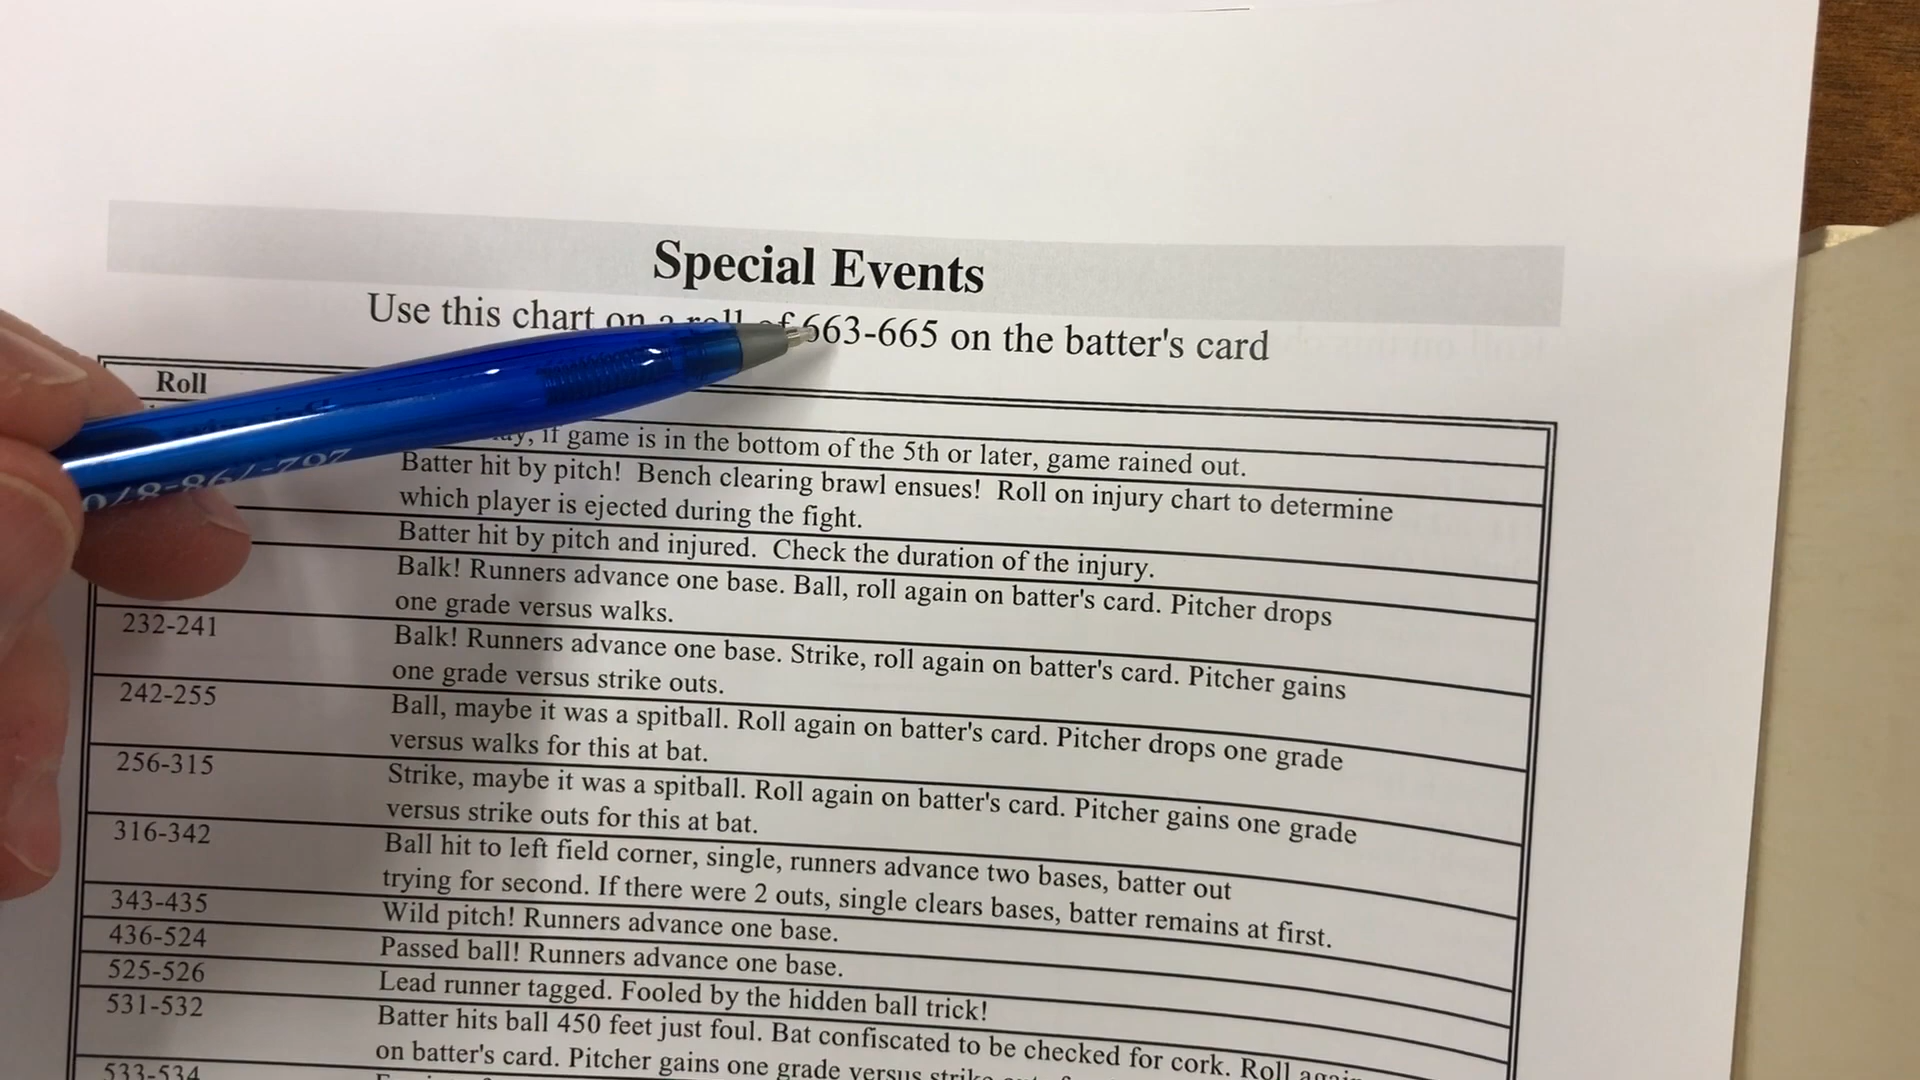 Special Events
Use this chart on a roll of 663-665 on the batter's card
Roll
if game is in the bottom of the 5th or later, game rained out.
Batter hit by pitch! Bench clearing brawl ensues! Roll on injury chart to determine
which player is ejected during the fight.
Batter hit by pitch and injured. Check the duration of the injury.
Balk! Runners advance one base. Ball, roll again on batter's card. Pitcher drops
one grade versus walks.
232-241 Balk! Runners advance one base. Strike, roll again on batter's card. Pitcher gains
one grade versus strike outs.
242-255 Ball, maybe it was a spitball. Roll again on batter's card. Pitcher drops one grade
versus walks for this at bat.
256-315 Strike, maybe it was a spitball. Roll again on batter's card. Pitcher gains one grade
versus strike outs for this at bat.
316-342 Ball hit to left field corner, single, runners advance two bases, batter out
trying for second. If there were 2 outs, single clears bases, batter remains at first.
343-435 Wild pitch! Runners advance one base.
436-524 Passed ball! Runners advance one base.
525-526 Lead runner tagged. Fooled by the hidden ball trick!
531-532 Batter hits ball 450 feet just foul. Bat confiscated to be checked for cork. Roll again
on batter's card. Pitcher gains one grade versus
533-534